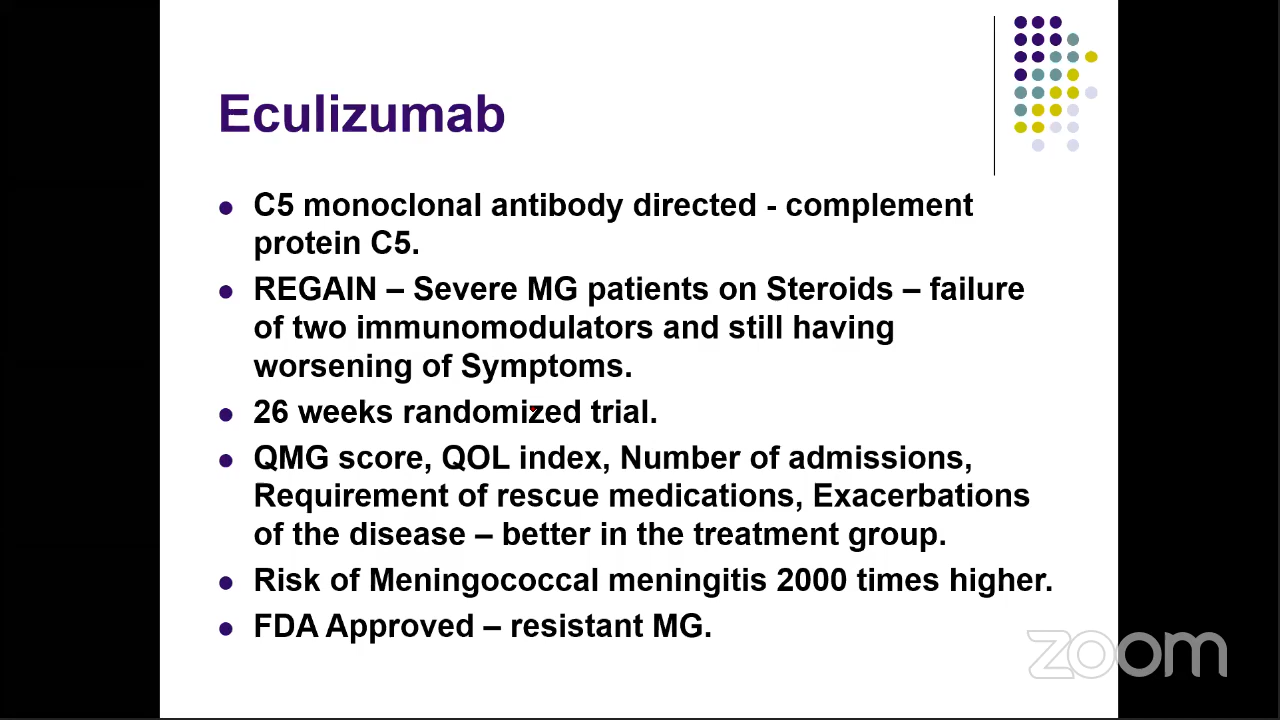 Eculizumab
C5 monoclonal antibody directed - complement
protein C5.
REGAIN – Severe MG patients on Steroids – failure
of two immunomodulators and still having
worsening of Symptoms.
26 weeks randomized trial.
QMG score, QOL index, Number of admissions,
Requirement of rescue medications, Exacerbations
of the disease – better in the treatment group.
Risk of Meningococcal meningitis 2000 times higher.
FDA Approved – resistant MG.
zoom